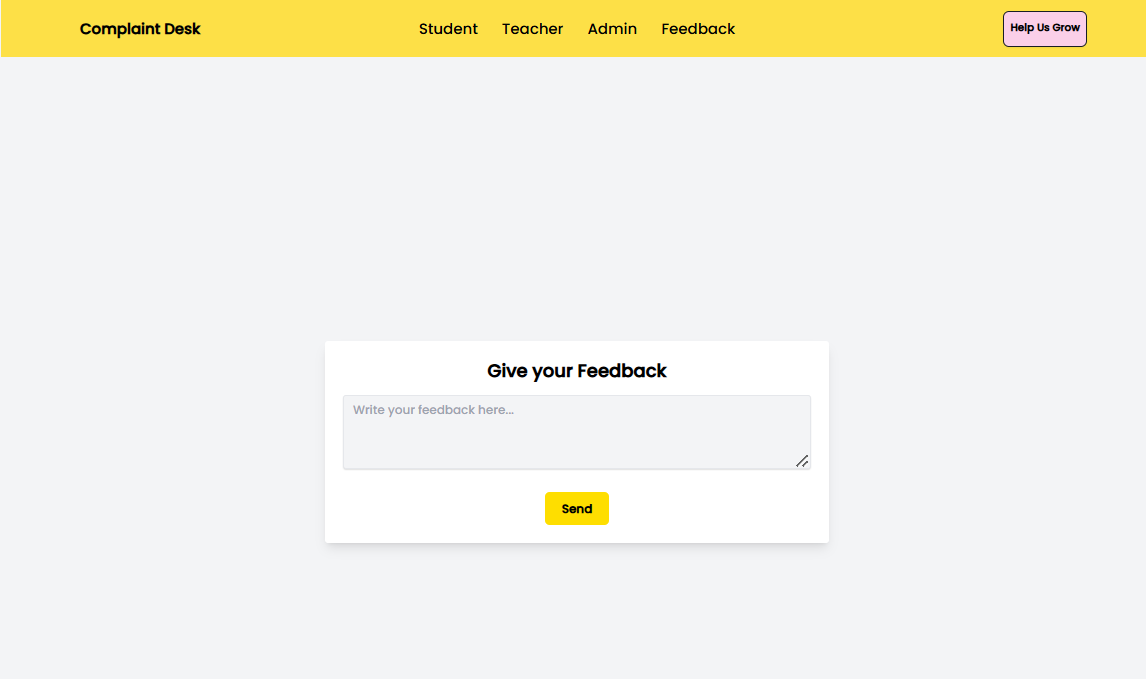 Complaint Desk Student Teacher Admin Feedback Help Us Grow
Give your Feedback
Write your feedback here...
Send